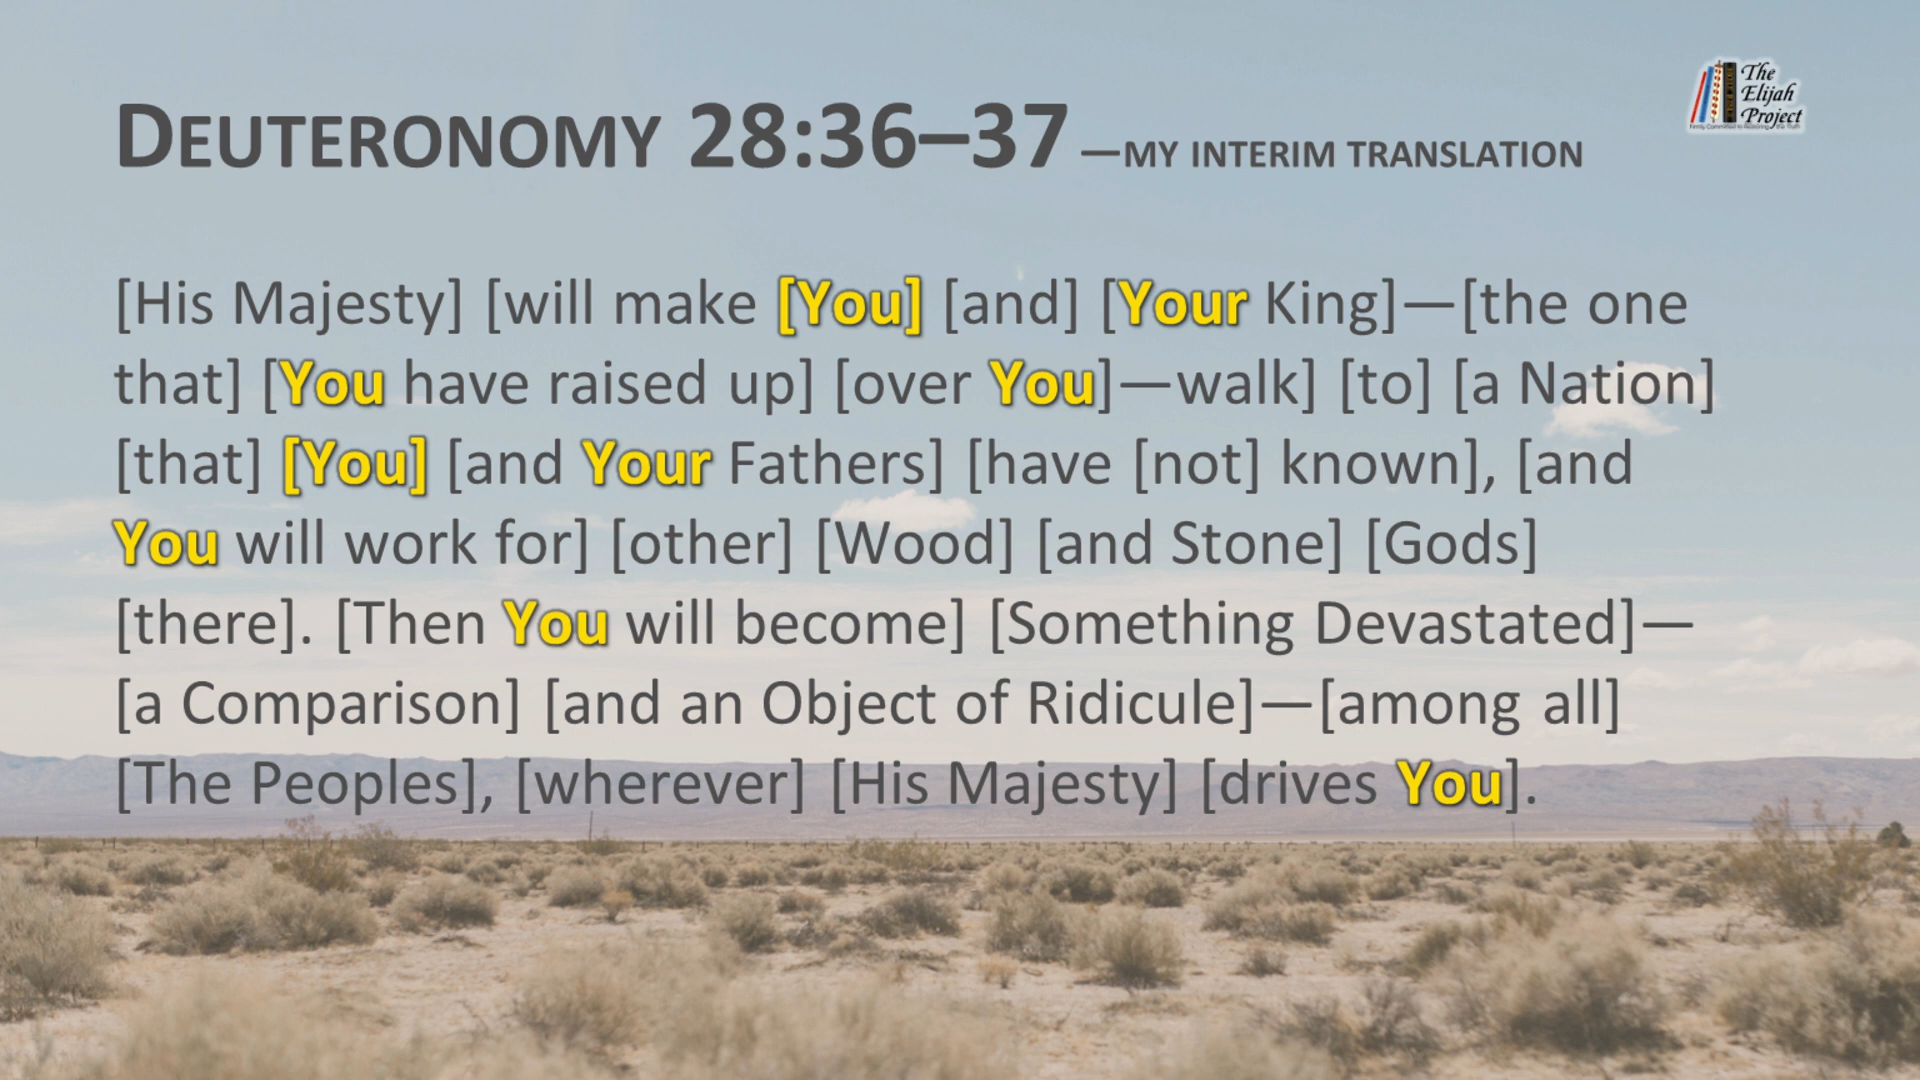 The
Elijah
Project
DEUTERONOMY 28:36–37 —MY INTERIM TRANSLATION
[His Majesty] [will make [You] [and] [Your King]—[the one
that] [You have raised up] [over You]—walk] [to] [a Nation]
[that] [You] [and Your Fathers] [have [not] known], [and
You will work for] [other] [Wood] [and Stone] [Gods]
[there]. [Then You will become] [Something Devastated]—
[a Comparison] [and an Object of Ridicule]—[among all]
[The Peoples], [wherever] [His Majesty] [drives You].